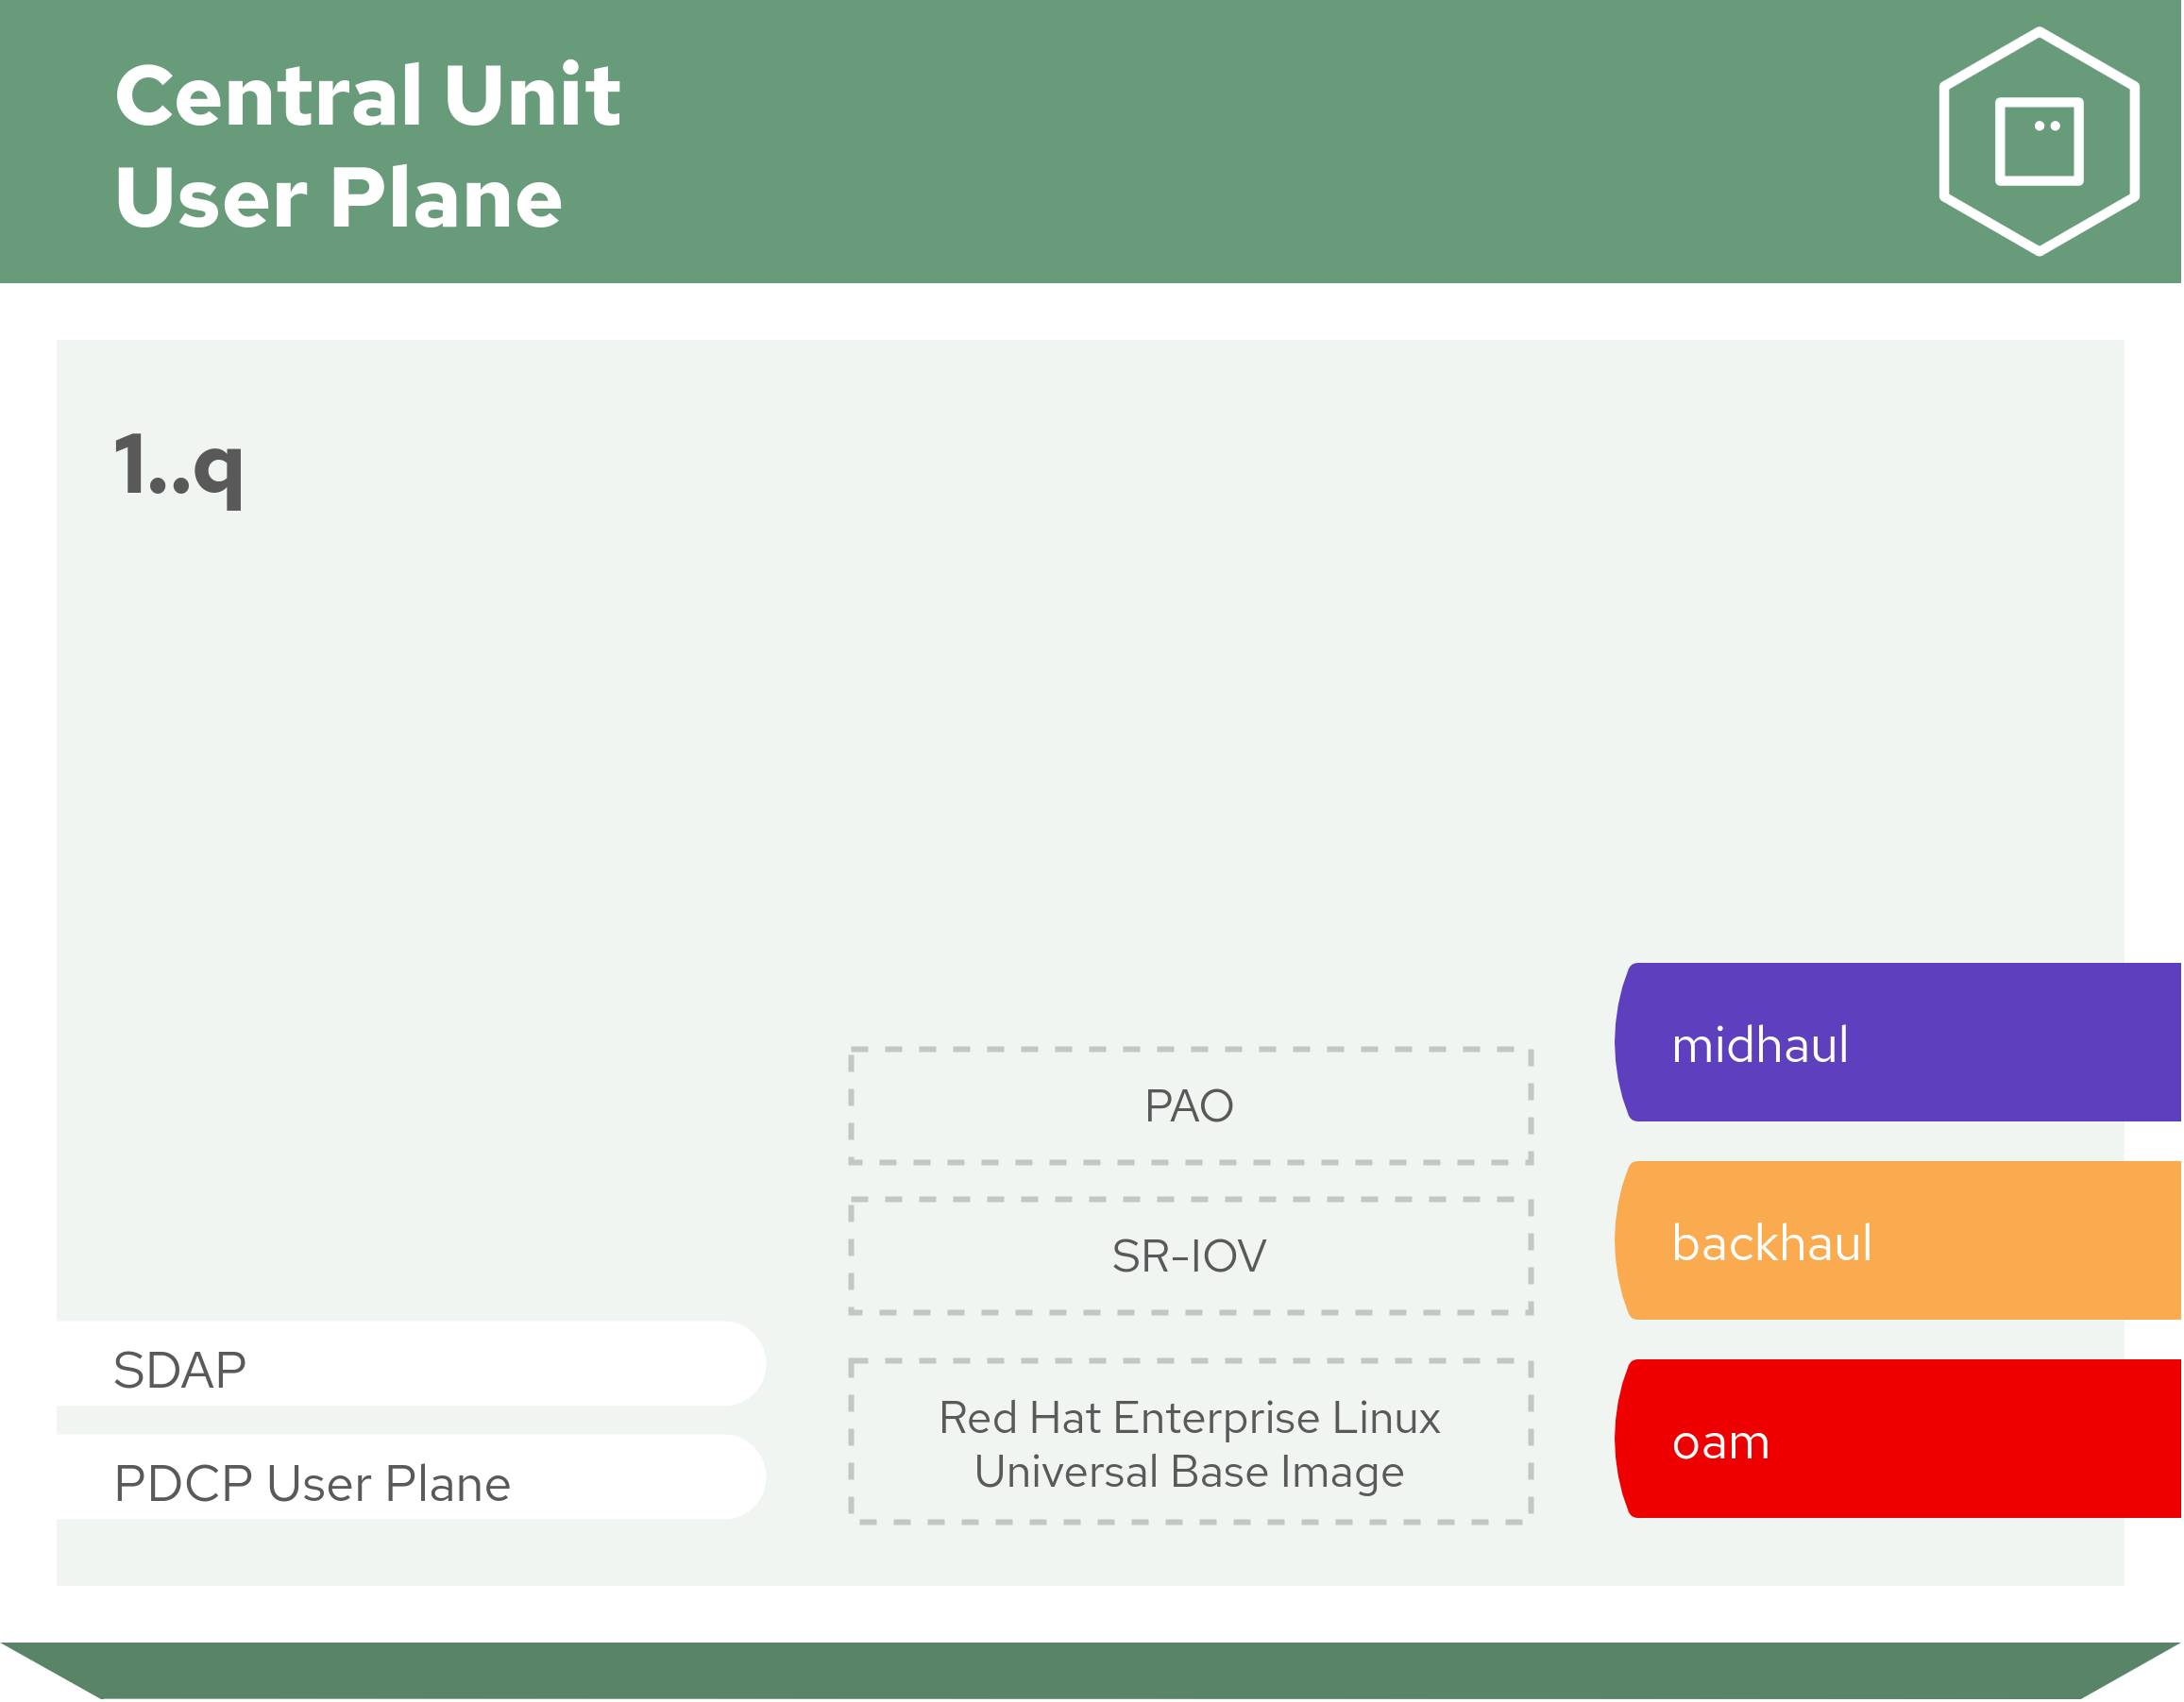 Central Unit
User Plane
1..q
midhaul
PAO
backhaul
SR-IOV
SDAP
Red Hat Enterprise Linux
Universal Base Image
oam
PDCP User Plane